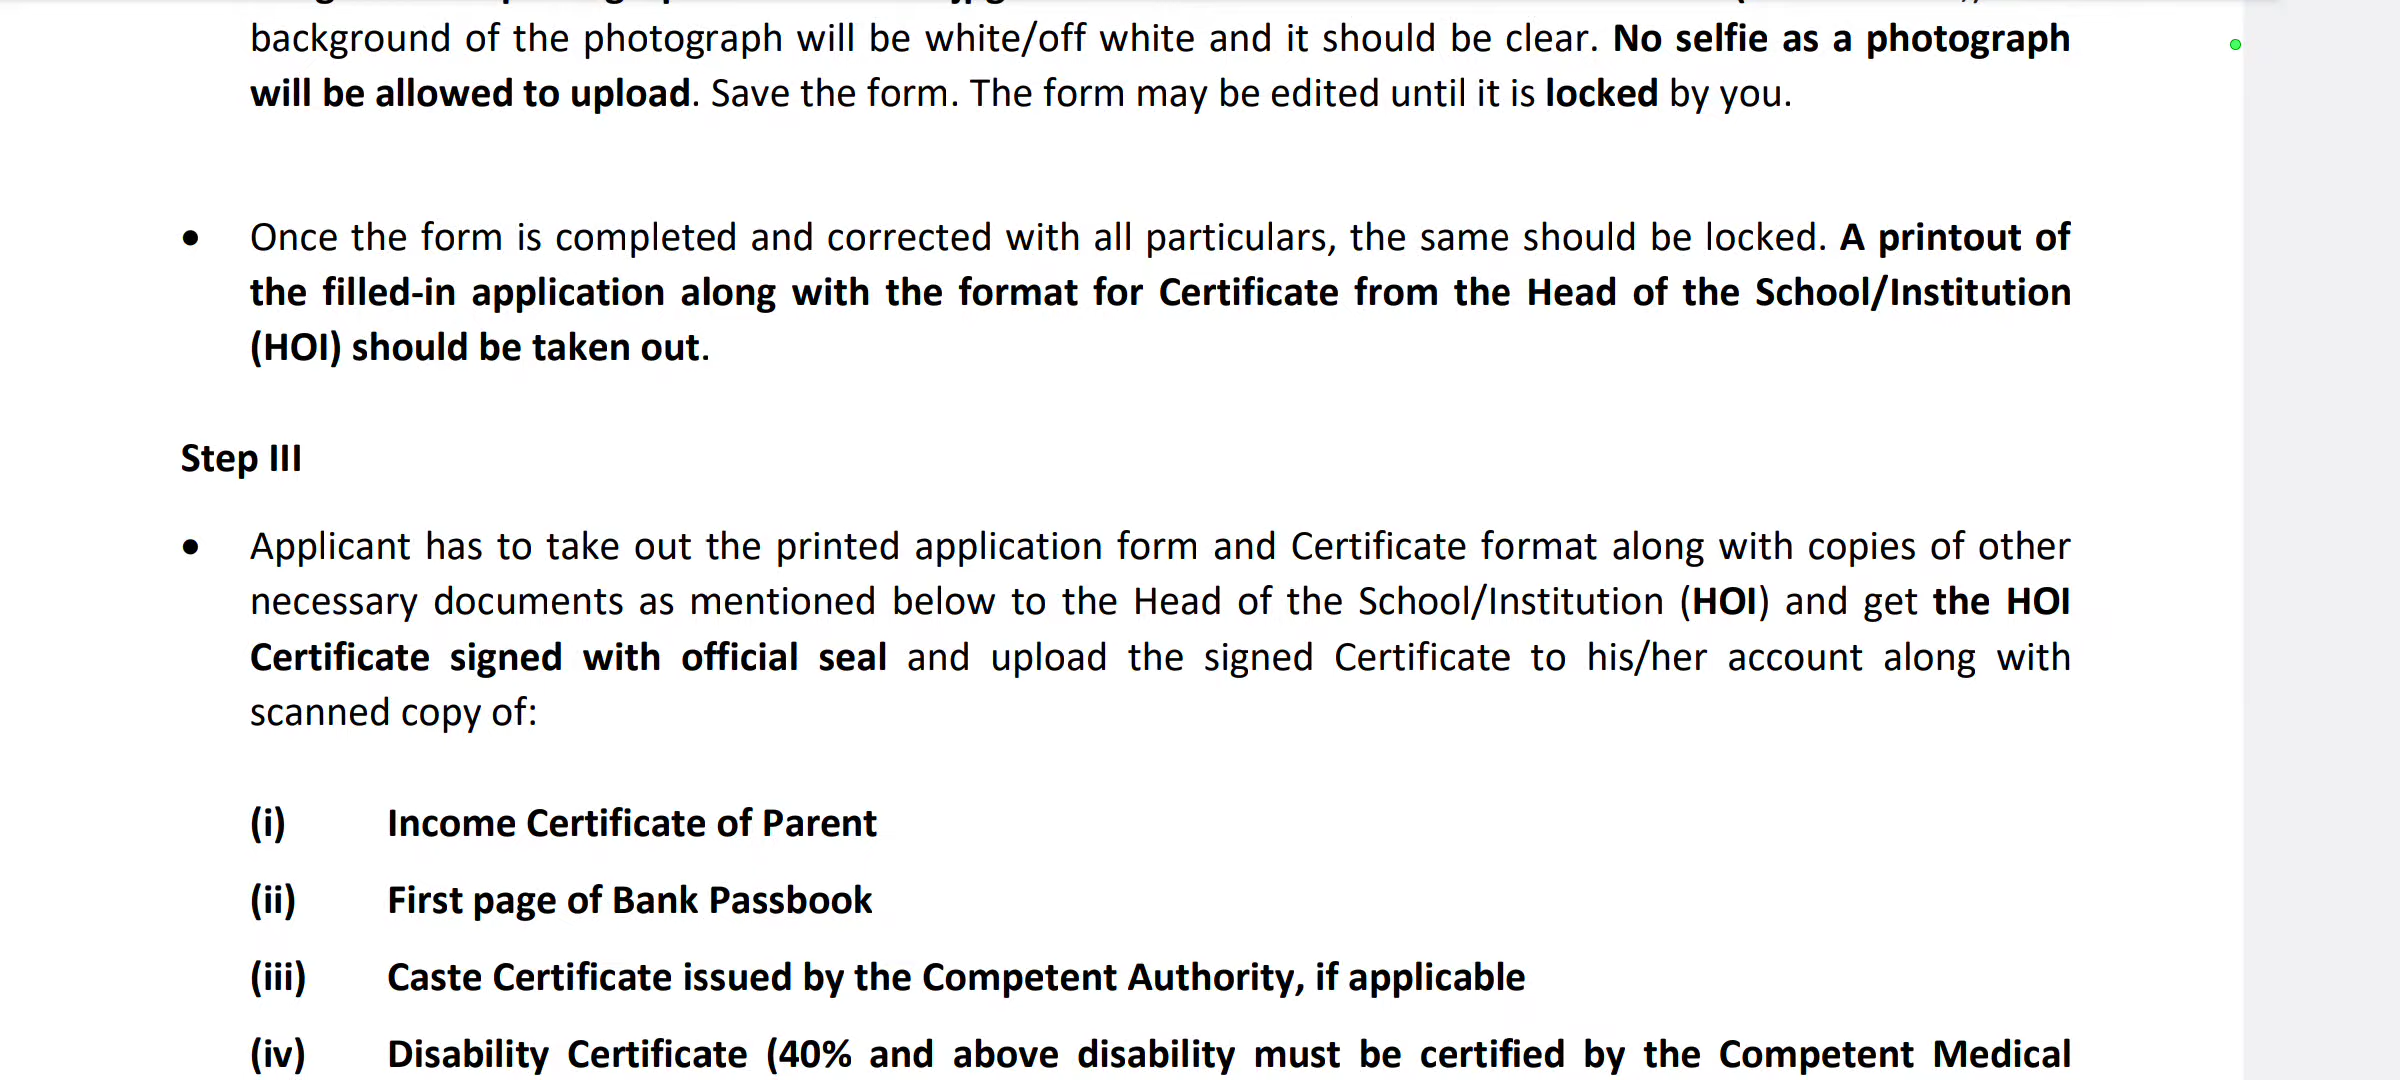 background of the photograph will be white/off white and it should be clear. No selfie as a photograph
will be allowed to upload. Save the form. The form may be edited until it is locked by you.
• Once the form is completed and corrected with all particulars, the same should be locked. A printout of
the filled-in application along with the format for Certificate from the Head of the School/Institution
(HOI) should be taken out.
Step III
• Applicant has to take out the printed application form and Certificate format along with copies of other
necessary documents as mentioned below to the Head of the School/Institution (HOI) and get the HOI
Certificate signed with official seal and upload the signed Certificate to his/her account along with
scanned copy of:
(i) Income Certificate of Parent
(ii) First page of Bank Passbook
(iii) Caste Certificate issued by the Competent Authority, if applicable
(iv) Disability Certificate (40% and above disability must be certified by the Competent Medical